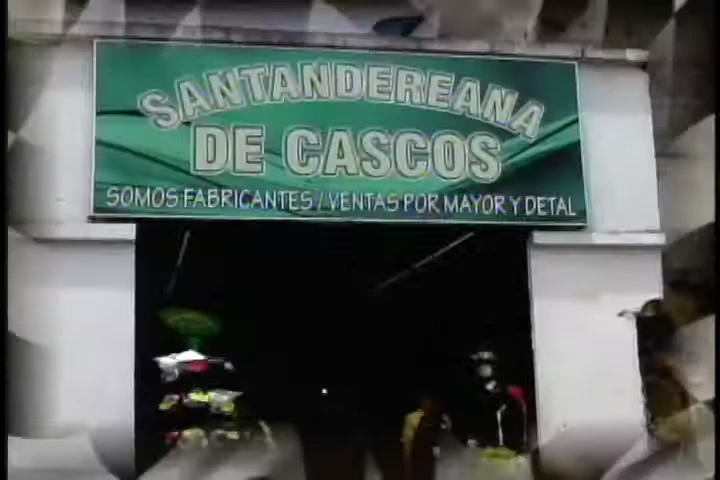 SANTANDEREANA
DE CASCOS
SOMOS FABRICANTES / VENTAS POR MAYOR Y DETAL